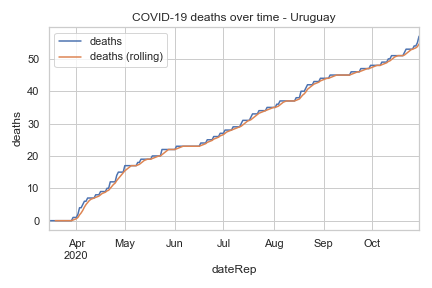 COVID-19 deaths over time - Uruguay
deaths
deaths (rolling)
50
40
30
20
10
0
deaths
Apr May Jun Jul Aug Sep Oct
2020
dateRep